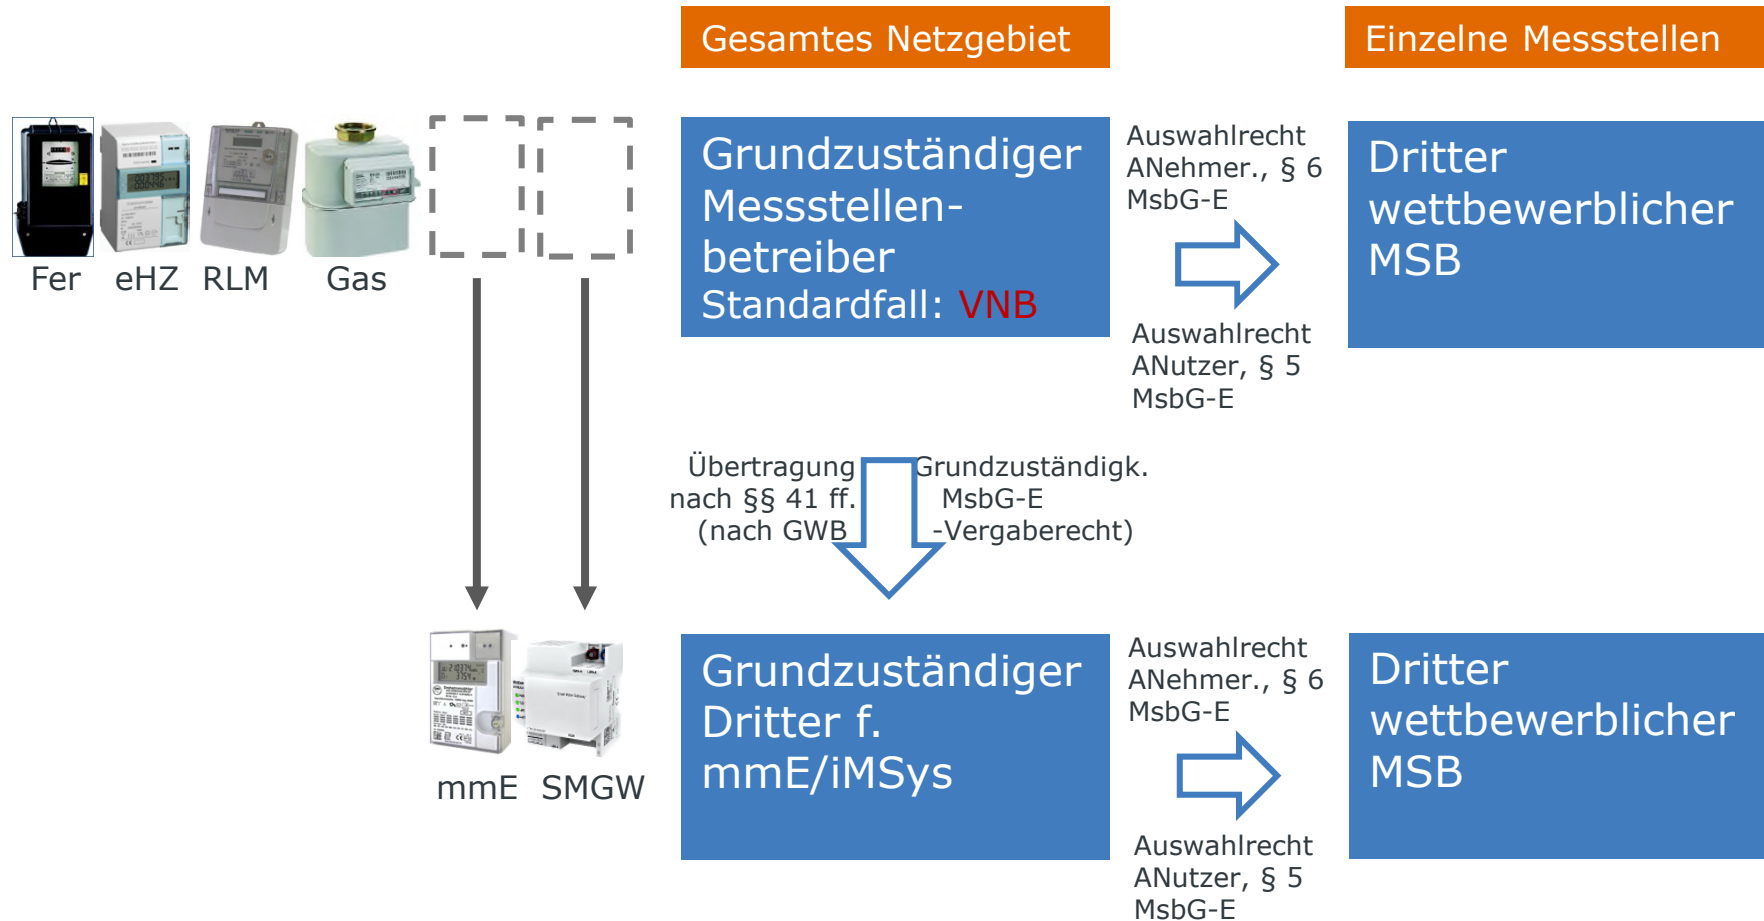 Gesamtes Netzgebiet
Einzelne Messstellen
Fer
eHZ
RLM
Gas
Grundzuständiger
Messstellen-
betreiber
Standardfall: VNB
Auswahlrecht
ANehmer., § 6
MsbG-E
Auswahlrecht
ANutzer, § 5
MsbG-E
Dritter
wettbewerblicher
MSB
Übertragung Grundzuständigk.
nach §§ 41 ff. MsbG-E
(nach GWB -Vergaberecht)
mmE
SMGW
Grundzuständiger
Dritter f.
mmE/iMSys
Auswahlrecht
ANehmer., § 6
MsbG-E
Auswahlrecht
ANutzer, § 5
MsbG-E
Dritter
wettbewerblicher
MSB